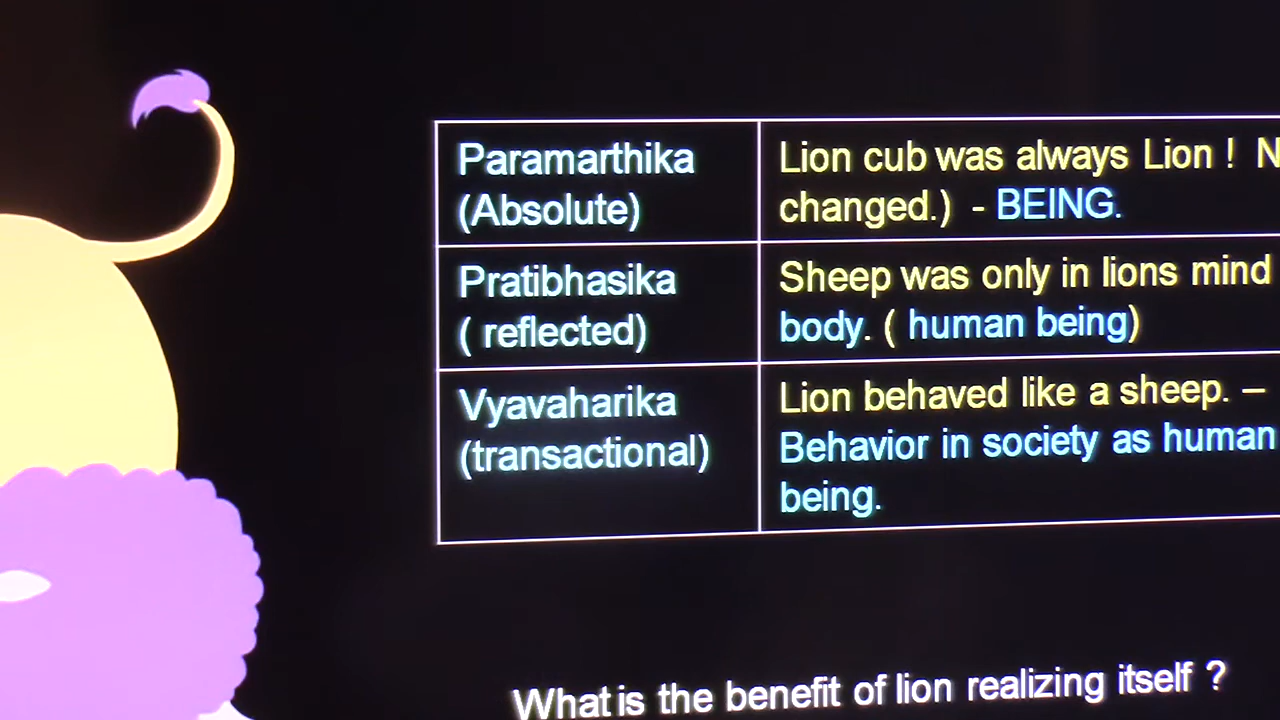 Paramarthika
(Absolute)
Lion cub was always Lion !
changed.) - BEING.
Pratibhasika
( reflected)
Sheep was only in lions mind
body. ( human being)
Vyavaharika
(transactional)
Lion behaved like a sheep. –
Behavior in society as human
being.
What is the benefit of lion realizing itself ?